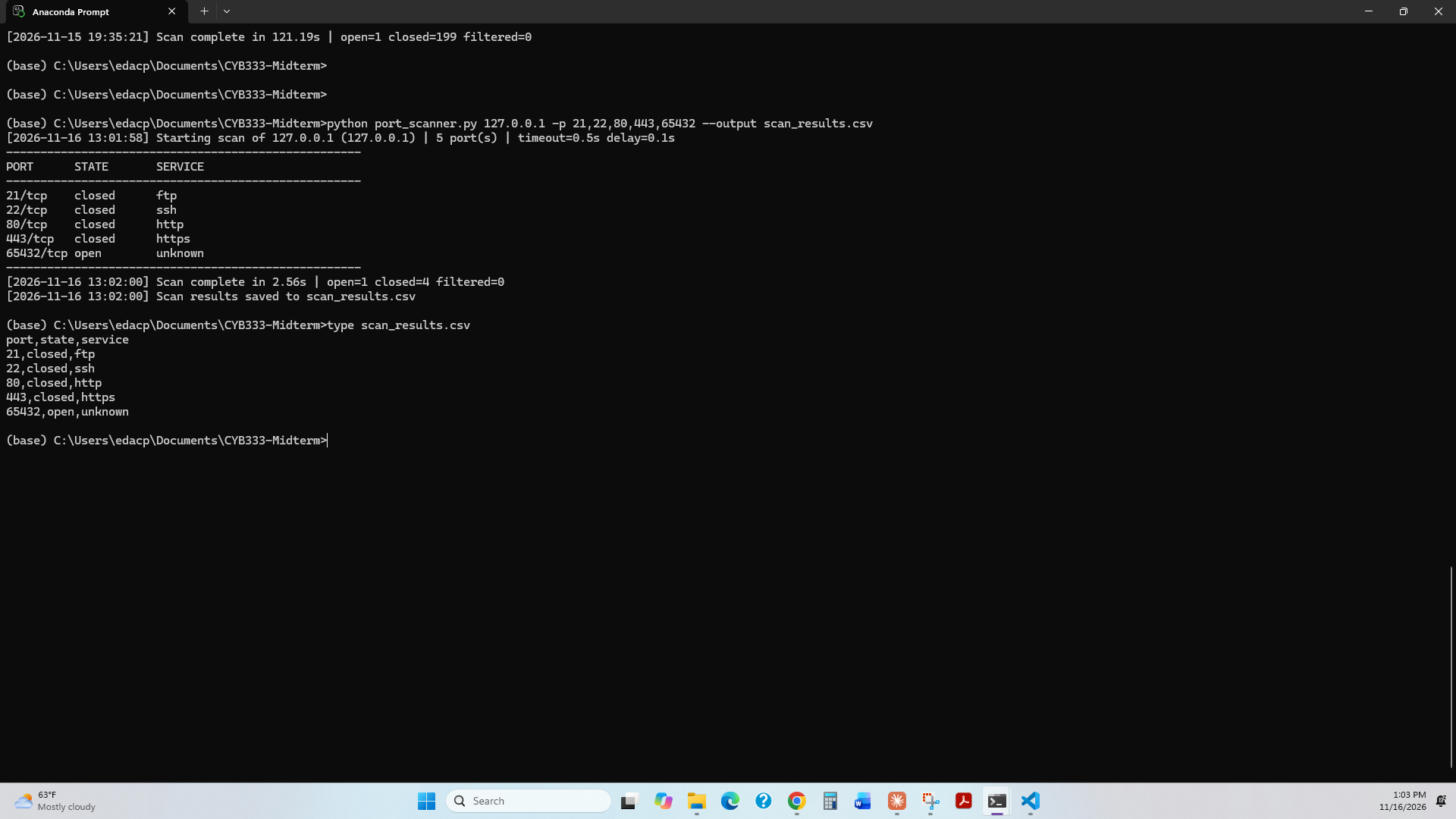 Anaconda Prompt
[2026-11-15 19:35:21] Scan complete in 121.19s | open=1 closed=199 filtered=0
(base) C:\Users\edacp\Documents\CYB333-Midterm>
(base) C:\Users\edacp\Documents\CYB333-Midterm>
(base) C:\Users\edacp\Documents\CYB333-Midterm>python port_scanner.py 127.0.0.1 -p 21,22,80,443,65432 --output scan_results.csv
[2026-11-16 13:01:58] Starting scan of 127.0.0.1 (127.0.0.1) | 5 port(s) | timeout=0.5s delay=0.1s
----------------------------------------------------
PORT      STATE       SERVICE
----------------------------------------------------
21/tcp    closed      ftp
22/tcp    closed      ssh
80/tcp    closed      http
443/tcp   closed      https
65432/tcp open        unknown
----------------------------------------------------
[2026-11-16 13:02:00] Scan complete in 2.56s | open=1 closed=4 filtered=0
[2026-11-16 13:02:00] Scan results saved to scan_results.csv
(base) C:\Users\edacp\Documents\CYB333-Midterm>type scan_results.csv
port,state,service
21,closed,ftp
22,closed,ssh
80,closed,http
443,closed,https
65432,open,unknown
(base) C:\Users\edacp\Documents\CYB333-Midterm>
63°F
Mostly cloudy
Search
1:03 PM
11/16/2026